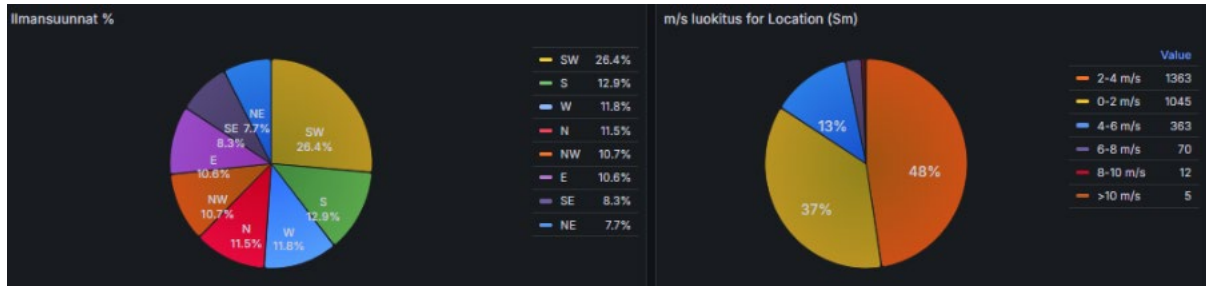 Ilmansuunnat %
NE
7.7%
SE
8.3%
SW
26.4%
E
10.6%
NW
10.7%
S
12.9%
N
11.5%
W
11.8%
SW 26.4%
S 12.9%
W 11.8%
N 11.5%
NW 10.7%
E 10.6%
SE 8.3%
NE 7.7%
m/s luokitus for Location (Sm)
13%
48%
37%
Value
2-4 m/s 1363
0-2 m/s 1045
4-6 m/s 363
6-8 m/s 70
8-10 m/s 12
>10 m/s 5